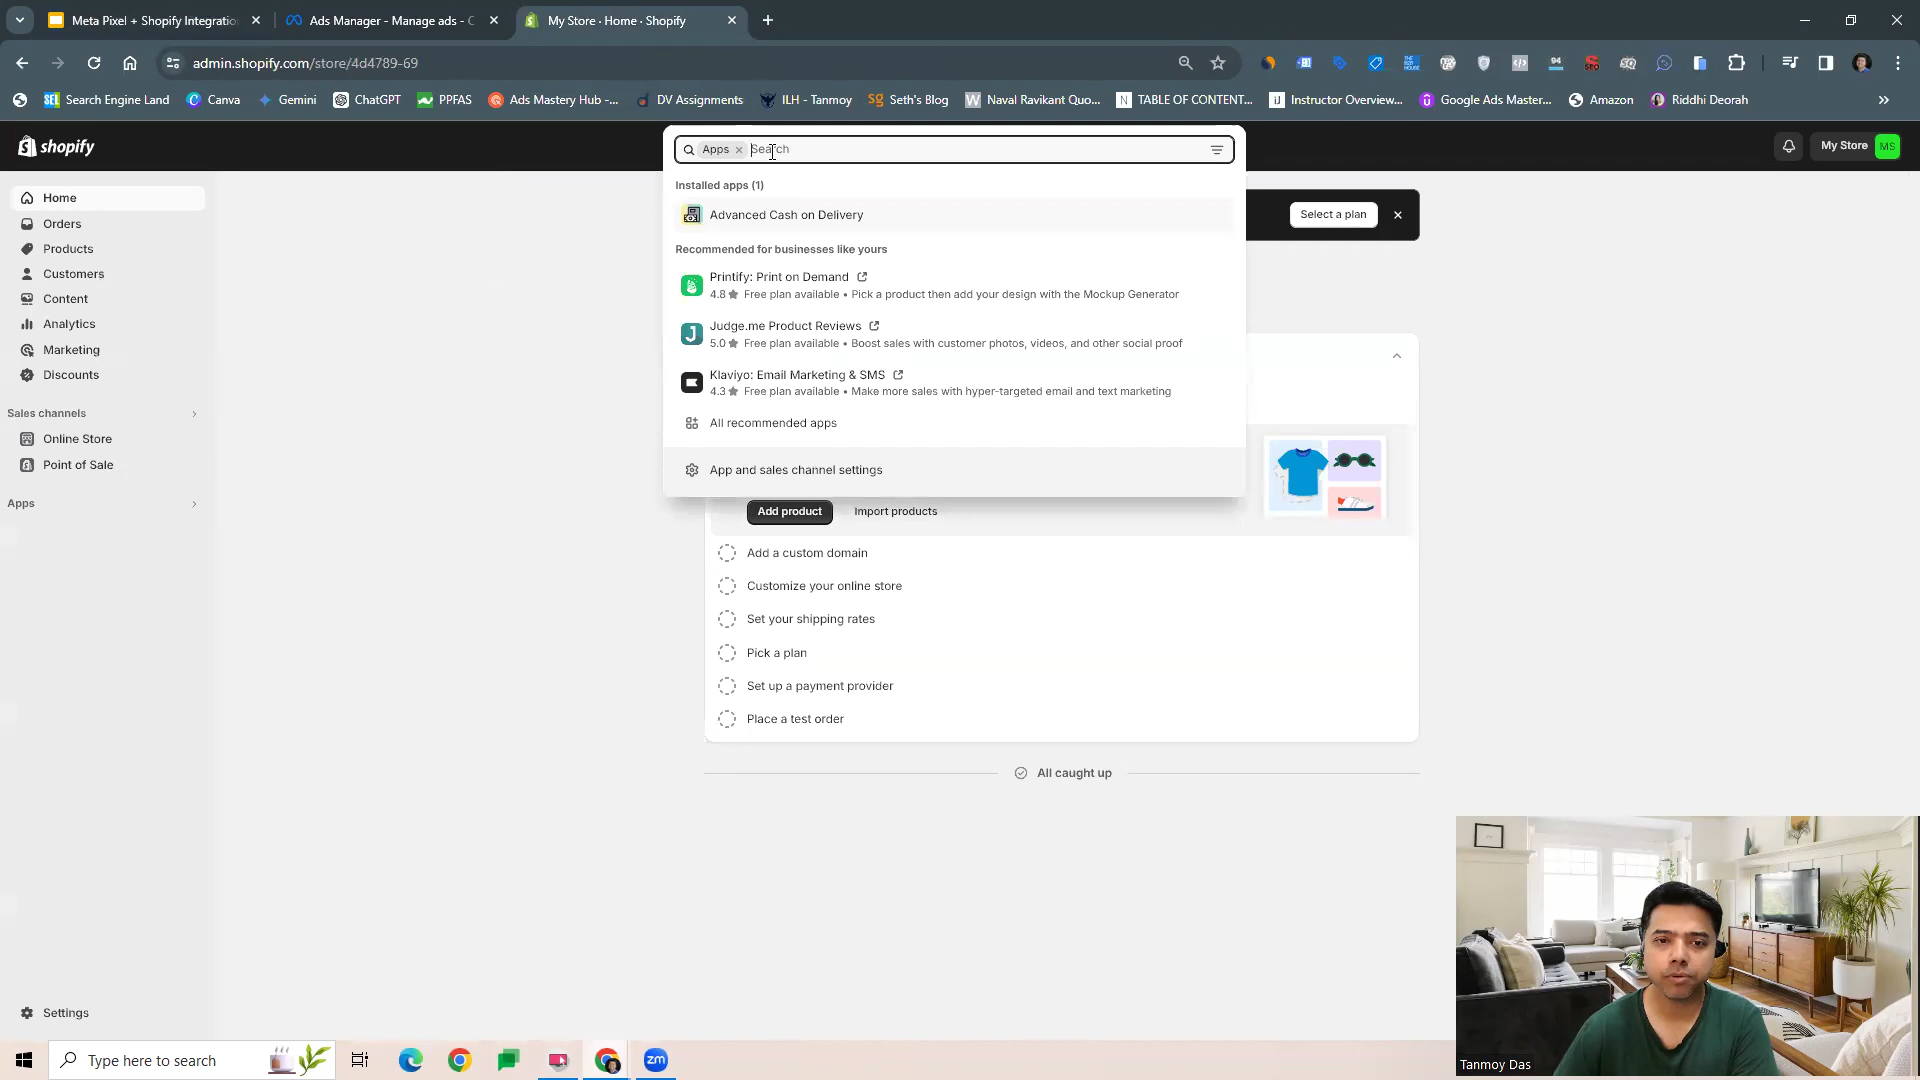 Meta Pixel + Shopify Integratio
Ads Manager - Manage ads - C
My Store · Home · Shopify
admin.shopify.com/store/4d4789-69
Search Engine Land
Canva
Gemini
ChatGPT
PPFAS
Ads Mastery Hub -...
DV Assignments
ILH - Tanmoy
Seth's Blog
Naval Ravikant Quo...
TABLE OF CONTENT...
Instructor Overview...
Google Ads Master...
Amazon
Riddhi Deorah
shopify
Apps
Search
My Store
MS
Home
Orders
Products
Customers
Content
Analytics
Marketing
Discounts
Sales channels
Online Store
Point of Sale
Apps
Settings
Installed apps (1)
Advanced Cash on Delivery
Recommended for businesses like yours
Printify: Print on Demand
4.8 ★ Free plan available • Pick a product then add your design with the Mockup Generator
Judge.me Product Reviews
5.0 ★ Free plan available • Boost sales with customer photos, videos, and other social proof
Klaviyo: Email Marketing & SMS
4.3 ★ Free plan available • Make more sales with hyper-targeted email and text marketing
All recommended apps
App and sales channel settings
Select a plan
Add product
Import products
Add a custom domain
Customize your online store
Set your shipping rates
Pick a plan
Set up a payment provider
Place a test order
All caught up
Tanmoy Das
Type here to search
zm